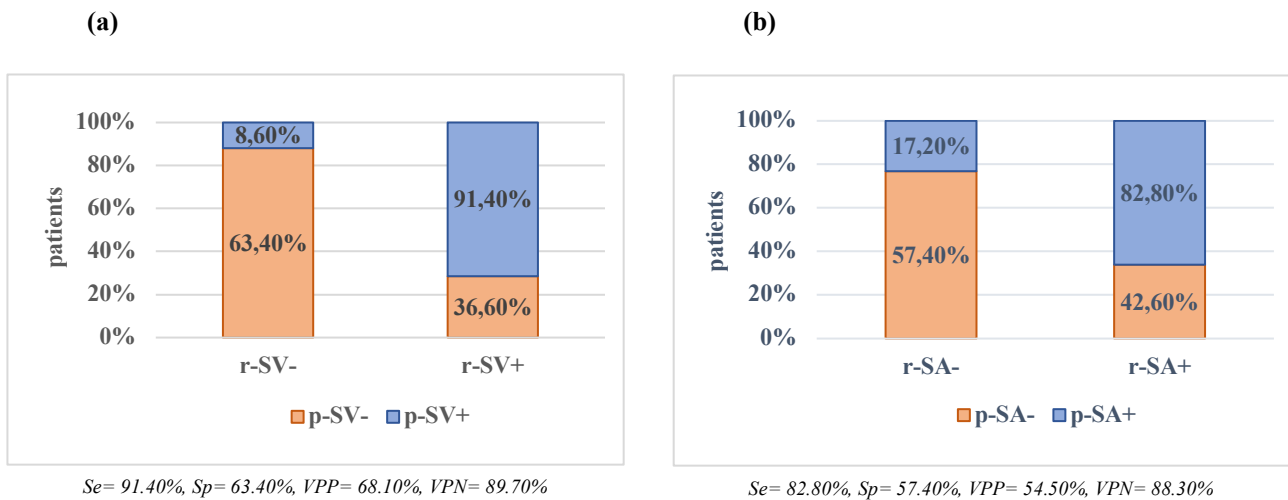 (a)
100%
80%
60%
40%
20%
0%
patients
8,60%
63,40%
91,40%
36,60%
r-SV-
r-SV+
p-SV-
p-SV+
Se= 91.40%, Sp= 63.40%, VPP= 68.10%, VPN= 89.70%
(b)
100%
80%
60%
40%
20%
0%
patients
17,20%
57,40%
82,80%
42,60%
r-SA-
r-SA+
p-SA-
p-SA+
Se= 82.80%, Sp= 57.40%, VPP= 54.50%, VPN= 88.30%